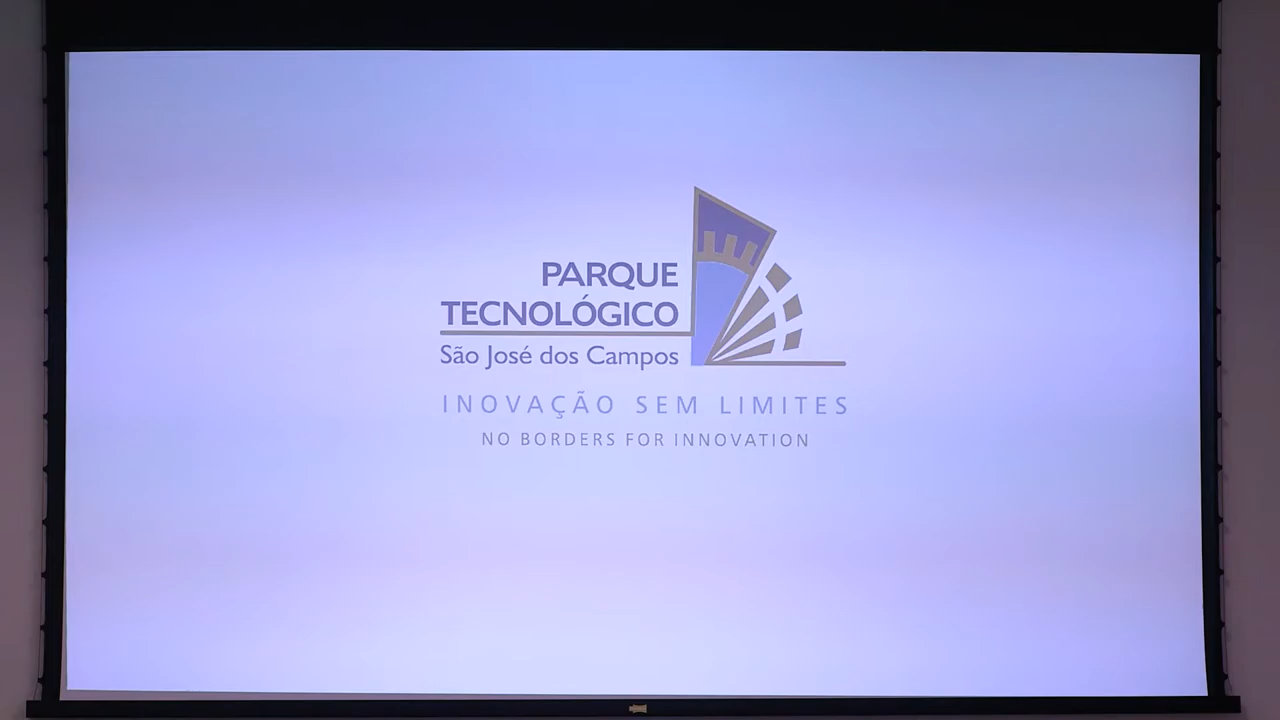 PARQUE
TECNOLÓGICO
São José dos Campos
INOVAÇÃO SEM LIMITES
NO BORDERS FOR INNOVATION